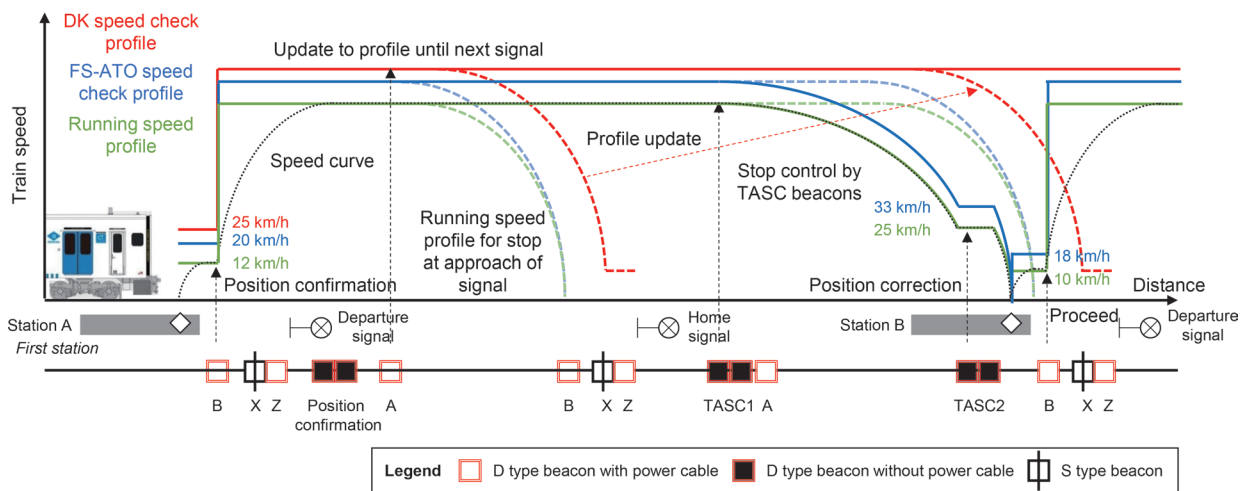 DK speed check
profile
FS-ATO speed
check profile
Running speed
profile
Train speed
Update to profile until next signal
Speed curve
Profile update
Stop control by
TASC beacons
Running speed
profile for stop
at approach of
signal
25 km/h
20 km/h
12 km/h
33 km/h
25 km/h
18 km/h
10 km/h
Position confirmation
Position correction
Distance
Proceed
Station A
First station
Departure
signal
Home
signal
Station B
Departure
signal
B
X
Z
Position
confirmation
A
B
X
Z
TASC1
A
TASC2
B
X
Z
Legend
D type beacon with power cable
D type beacon without power cable
S type beacon